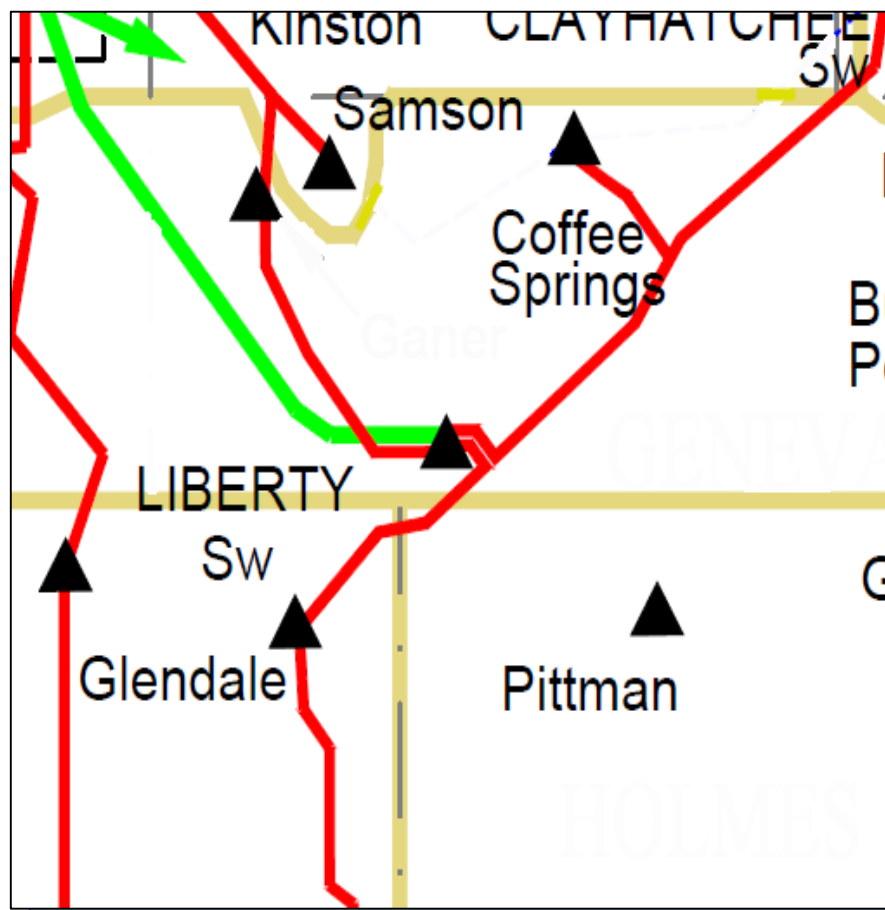 Kinston
CLAYHATCHEE
SW
Samson
Coffee
Springs
Ganer
GENEVA
LIBERTY
SW
Glendale
Pittman
HOLMES